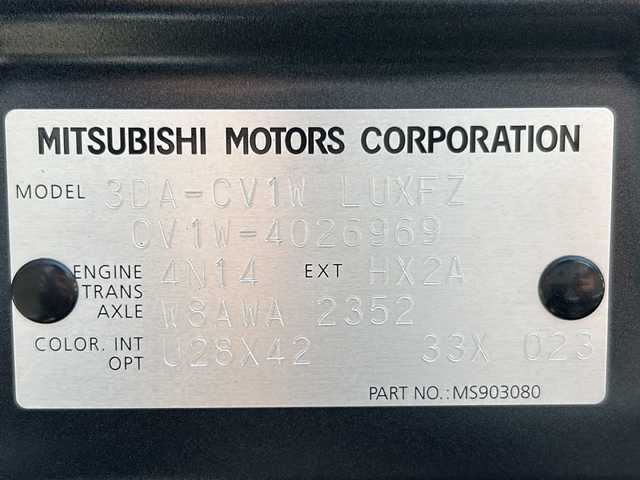 MITSUBISHI MOTORS CORPORATION
MODEL 3DA-CV1W LUXFZ
CV1W-4026969
ENGINE 4N14 EXT HX2A
TRANS AXLE W8AWA 2352
COLOR. INT OPT U28X42 33X 023
PART NO.:MS903080